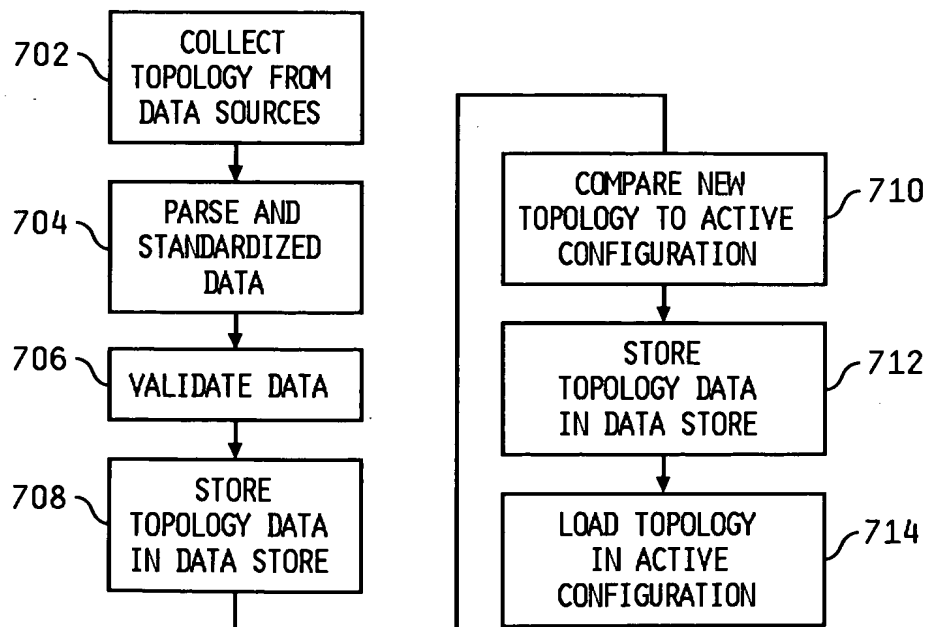 702
COLLECT
TOPOLOGY FROM
DATA SOURCES
704
PARSE AND
STANDARDIZED
DATA
706
VALIDATE DATA
708
STORE
TOPOLOGY DATA
IN DATA STORE
COMPARE NEW
TOPOLOGY TO ACTIVE
CONFIGURATION
710
STORE
TOPOLOGY DATA
IN DATA STORE
712
LOAD TOPOLOGY
IN ACTIVE
CONFIGURATION
714